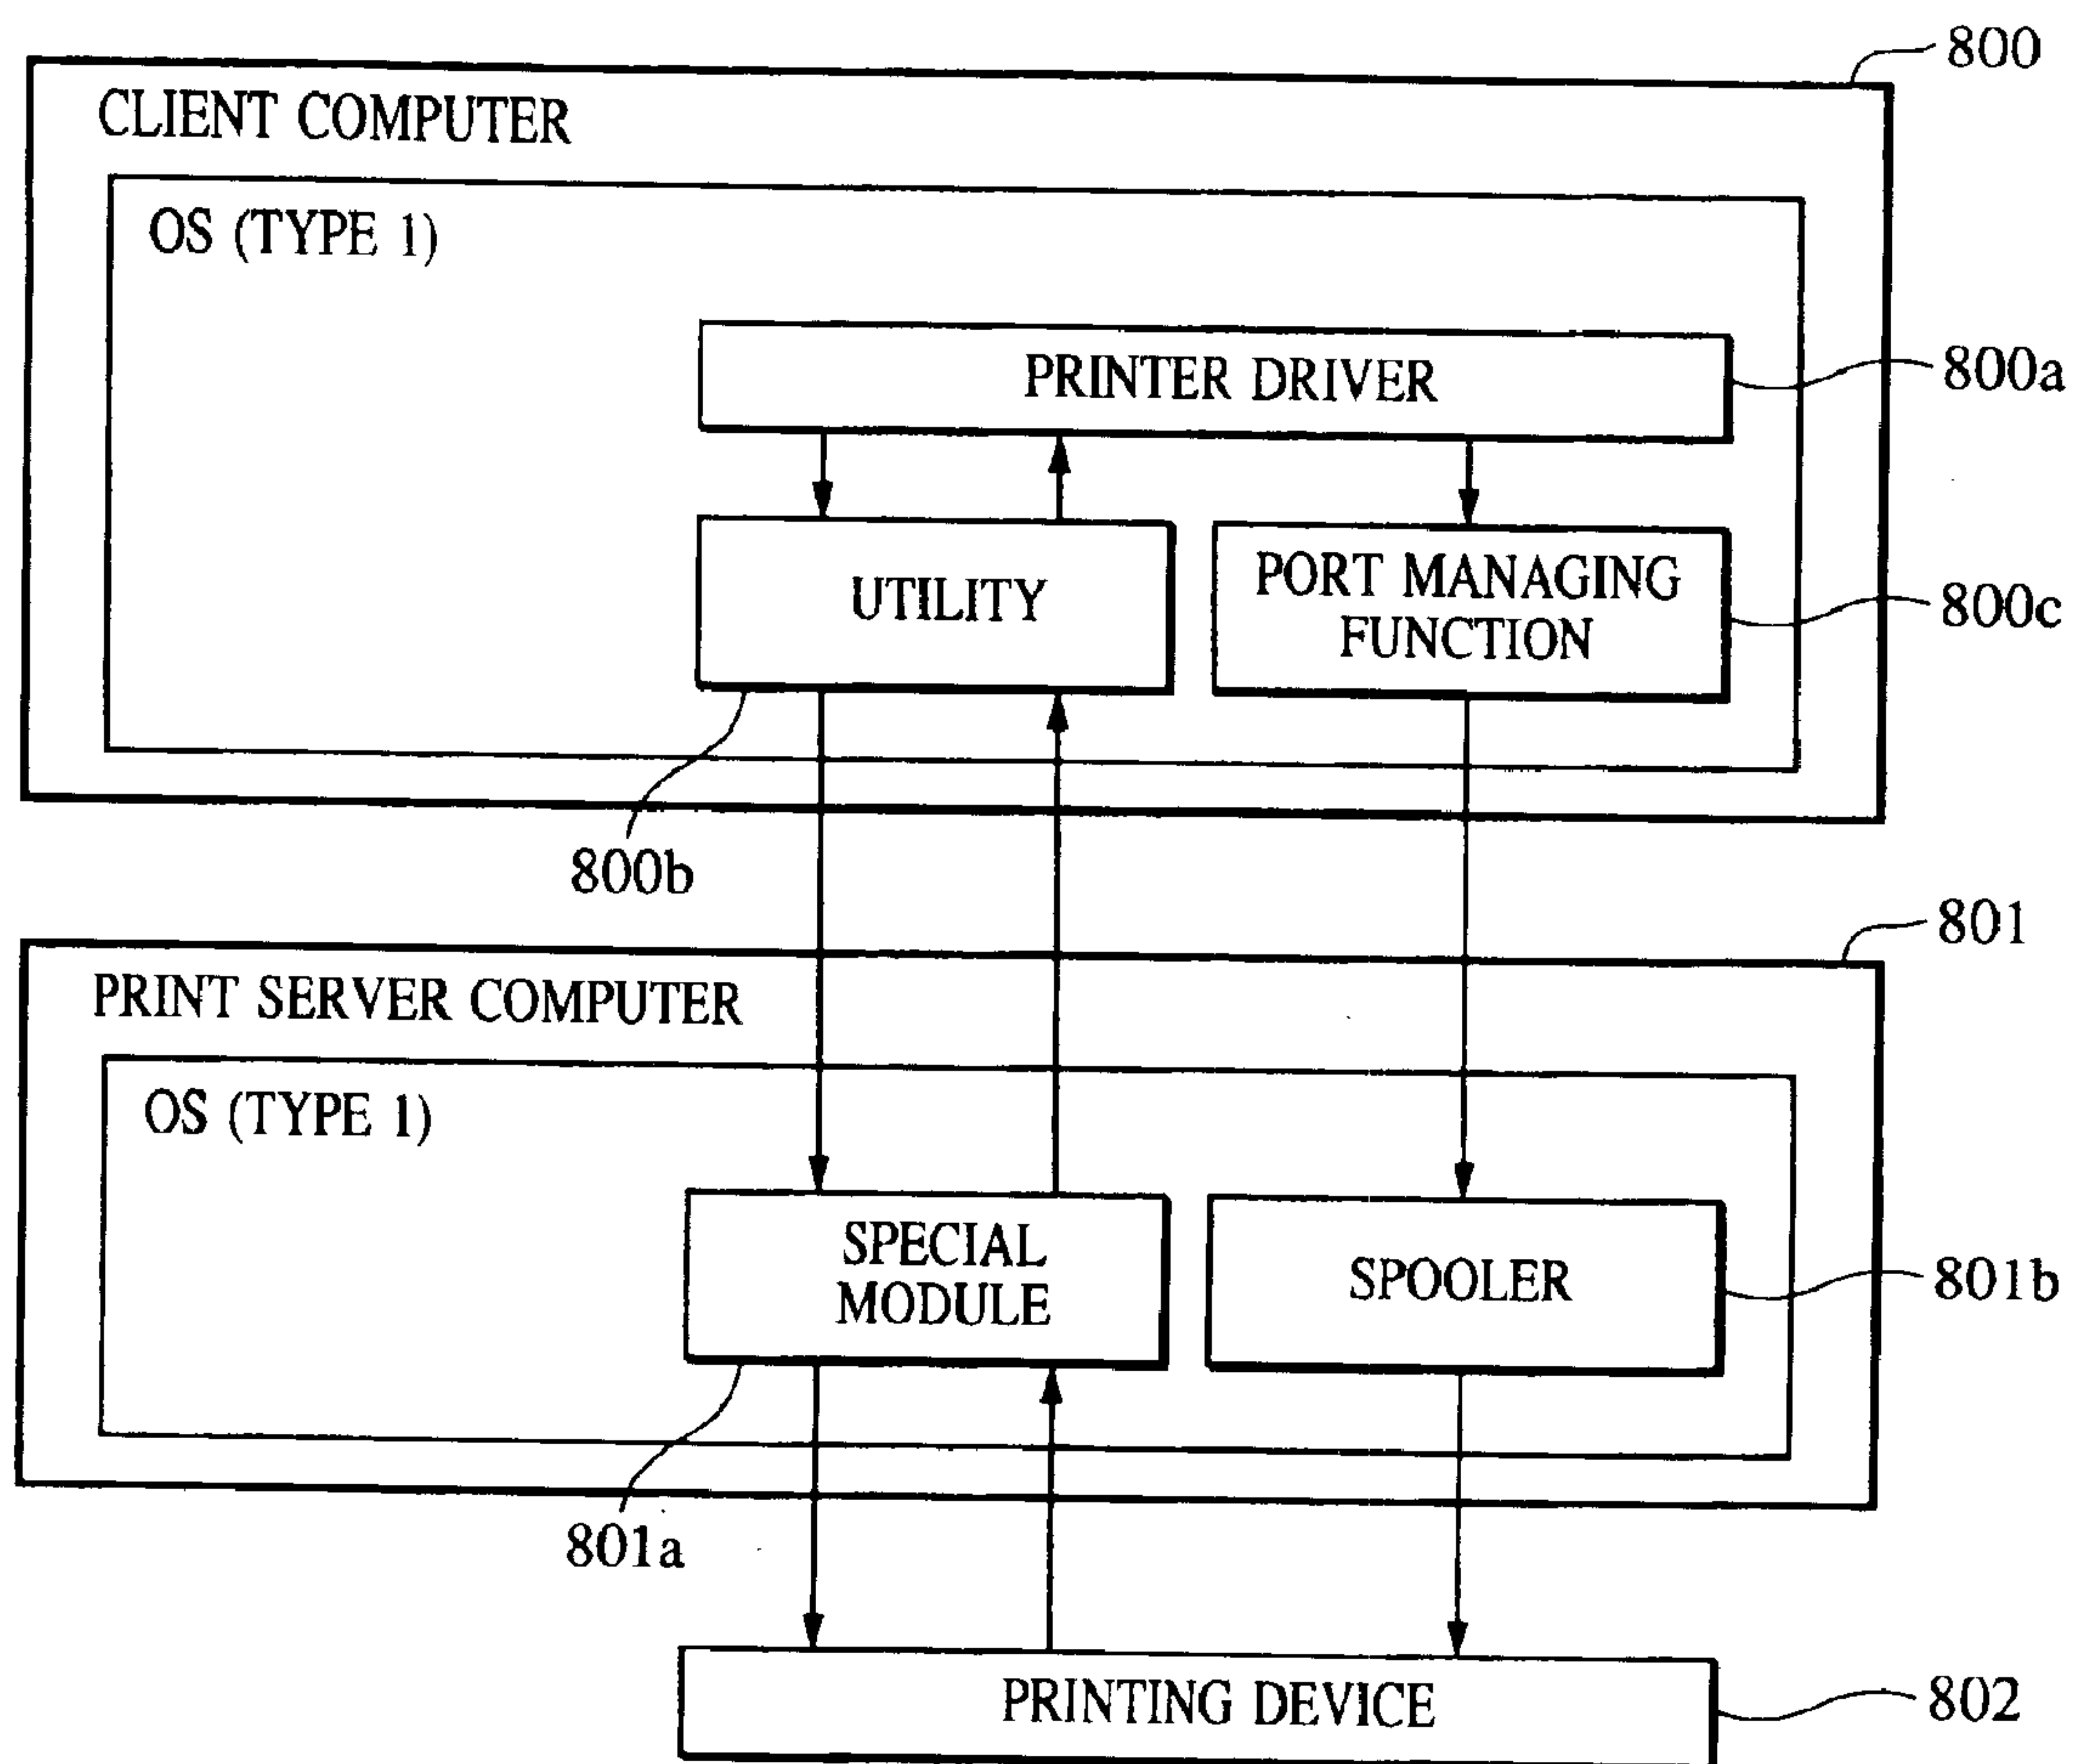 800
CLIENT COMPUTER
OS (TYPE 1)
PRINTER DRIVER
800a
UTILITY
PORT MANAGING
FUNCTION
800c
800b
801
PRINT SERVER COMPUTER
OS (TYPE 1)
SPECIAL
MODULE
SPOOLER
801b
801a
PRINTING DEVICE
802